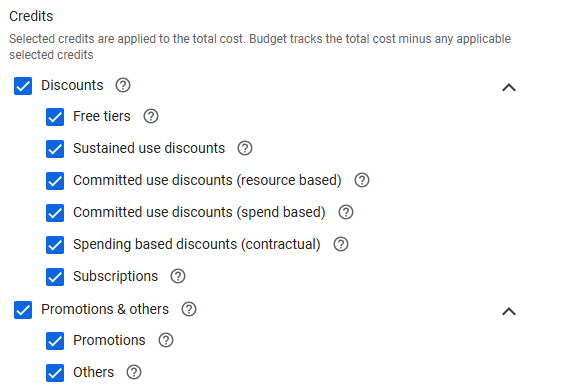 Credits
Selected credits are applied to the total cost. Budget tracks the total cost minus any applicable
selected credits
Discounts
Free tiers
Sustained use discounts
Committed use discounts (resource based)
Committed use discounts (spend based)
Spending based discounts (contractual)
Subscriptions
Promotions & others
Promotions
Others